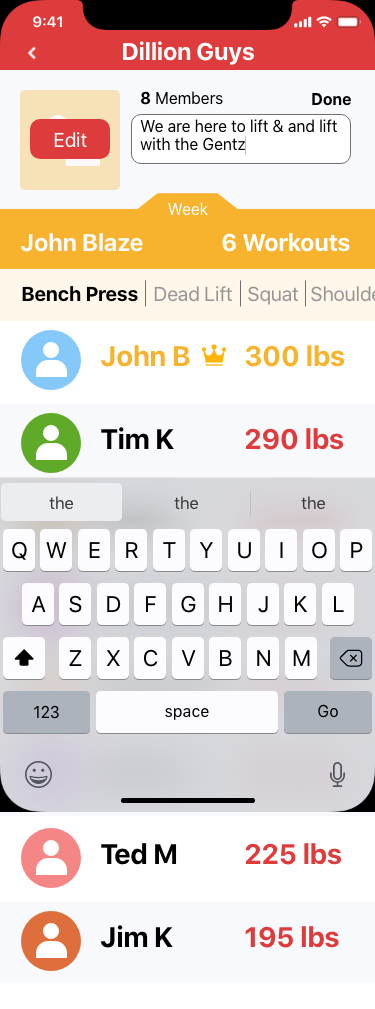 9:41
Dillion Guys
8 Members
Done
Edit
We are here to lift & and lift
with the Gentz
Week
John Blaze
6 Workouts
Bench Press
Dead Lift
Squat
Shoulde
John B
300 lbs
Tim K
290 lbs
the
the
the
Q W E R T Y U I O P
A S D F G H J K L
Z X C V B N M
123
space
Go
Ted M
225 lbs
Jim K
195 lbs